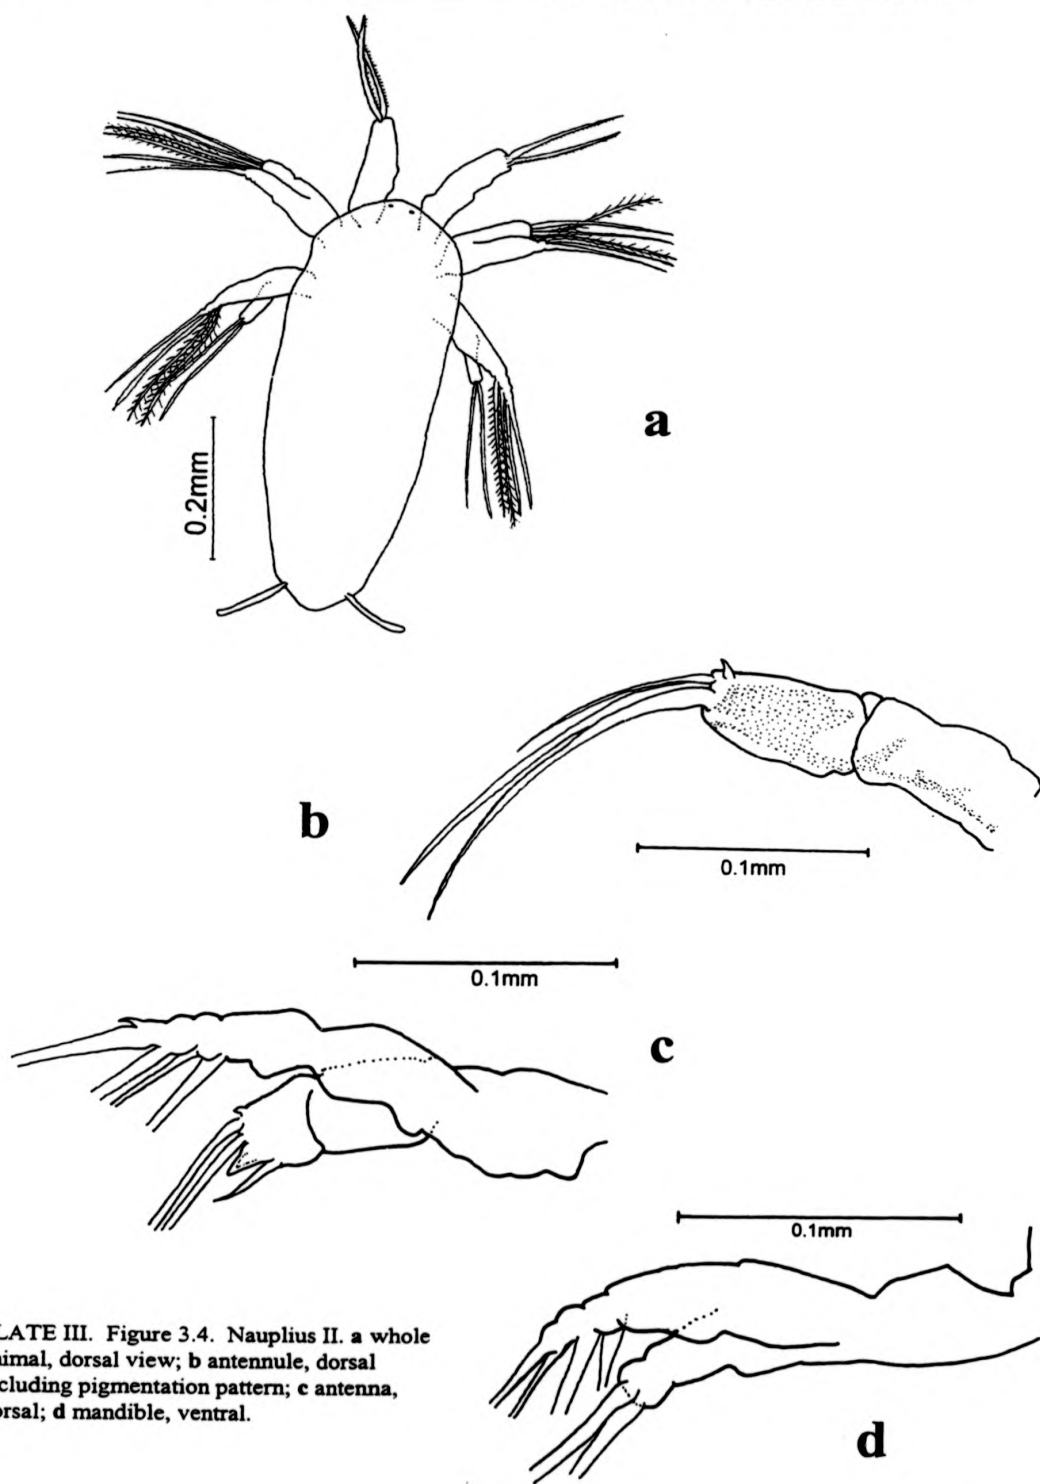 a
0.2mm
b
0.1mm
0.1mm
c
0.1mm
LATE III. Figure 3.4. Nauplius II. a whole
imal, dorsal view; b antennule, dorsal
cluding pigmentation pattern; c antenna,
orsal; d mandible, ventral.
d